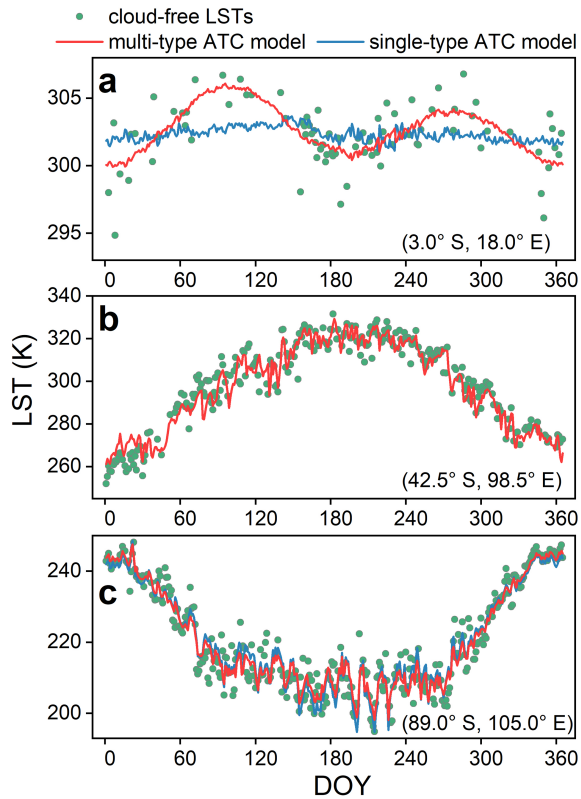 cloud-free LSTs
multi-type ATC model single-type ATC model
a
305
300
295
(3.0° S, 18.0° E)
0 60 120 180 240 300 360
340
b
320
300
280
260
(42.5° S, 98.5° E)
0 60 120 180 240 300 360
LST (K)
240
c
220
200
(89.0° S, 105.0° E)
0 60 120 180 240 300 360
DOY